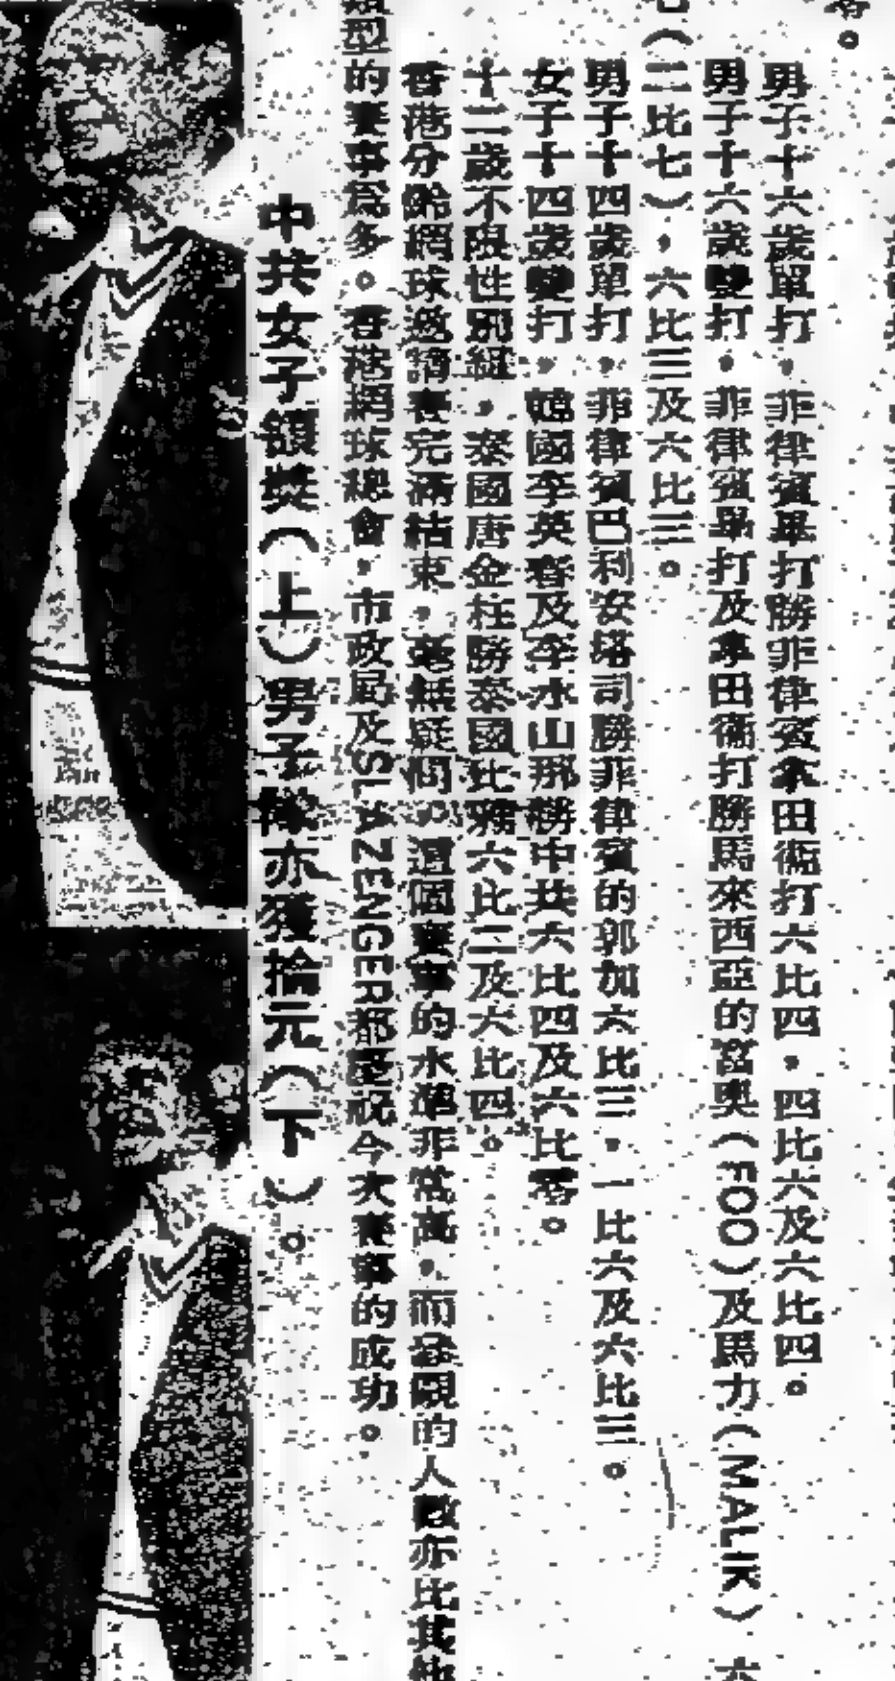 零。
男子十六歲單打，菲律賓畢打勝菲律賓拿田衞打六比四，四比六及六比四。
男子十六歲雙打，菲律賓畢打及拿田衞打勝馬來西亞的富奧（FOO）及馬力（MALIK）六
七（二比七），六比三及六比三。
男子十四歲單打，菲律賓巴利安塔司勝菲律賓的郭加六比三，一比六及六比三。
女子十四歲雙打，韓國李英春及李水山那勝中共六比四及六比零。
十二歲不限性別組，泰國唐金柱勝泰國比雅六比二及六比四。
香港分齡網球邀請賽完滿結束，毫無疑問的這個賽事的水準非常高，而參觀的人數亦比其他
類型的賽事爲多。香港網球總會，市政局及SLAZENGER都慶祝今次賽事的成功。
中共女子領獎（上）男子隊亦獲拾元（下）。